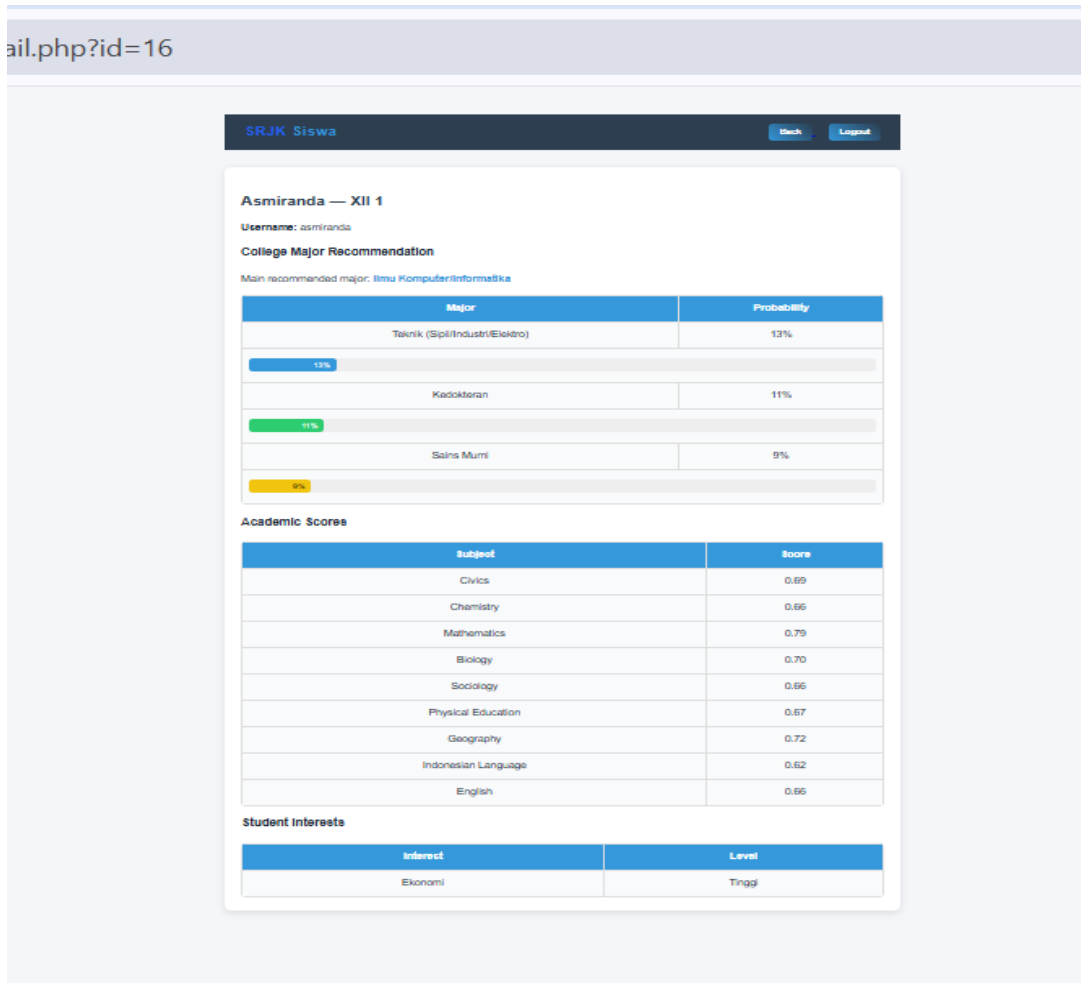 ail.php?id=16
SRJK Siswa Back Logout
Asmiranda — XII 1
Username: asmiranda
College Major Recommendation
Main recommended major: Ilmu Komputer/Informatika
Major Probability
Teknik (Sipil/Industri/Elektro) 13%
13%
Kedokteran 11%
11%
Sains Murni 9%
9%
Academic Scores
Subject Score
Civics 0.69
Chemistry 0.66
Mathematics 0.79
Biology 0.70
Sociology 0.66
Physical Education 0.67
Geography 0.72
Indonesian Language 0.62
English 0.66
Student Interests
Interest Level
Ekonomi Tinggi